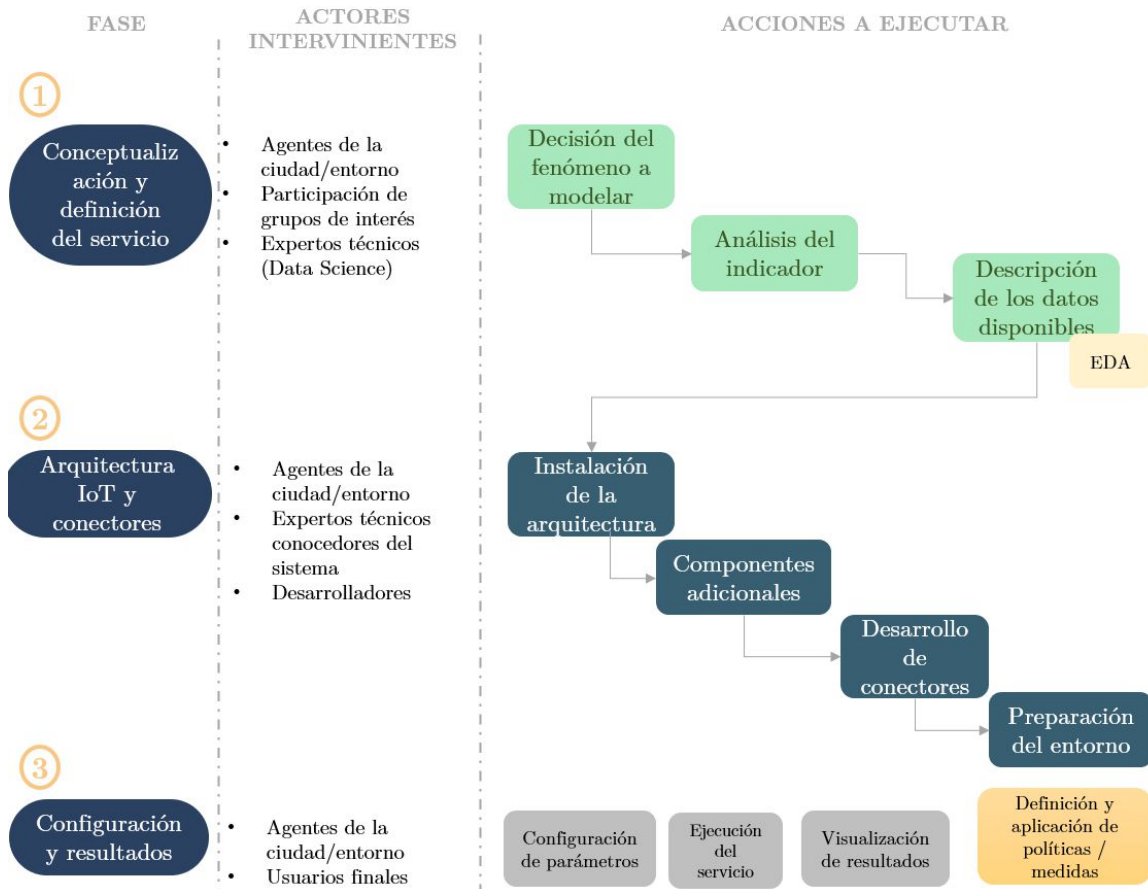 FASE
ACTORES
INTERVINIENTES
ACCIONES A EJECUTAR
1
Conceptualiz
ación y
definición
del servicio
• Agentes de la
ciudad/entorno
• Participación de
grupos de interés
• Expertos técnicos
(Data Science)
Decisión del
fenómeno a
modelar
Análisis del
indicador
Descripción
de los datos
disponibles
EDA
2
Arquitectura
IoT y
conectores
• Agentes de la
ciudad/entorno
• Expertos técnicos
conocedores del
sistema
• Desarrolladores
Instalación
de la
arquitectura
Componentes
adicionales
Desarrollo
de
conectores
Preparación
del entorno
3
Configuración
y resultados
• Agentes de la
ciudad/entorno
• Usuarios finales
Configuración
de parámetros
Ejecución
del
servicio
Visualización
de resultados
Definición y
aplicación de
políticas /
medidas